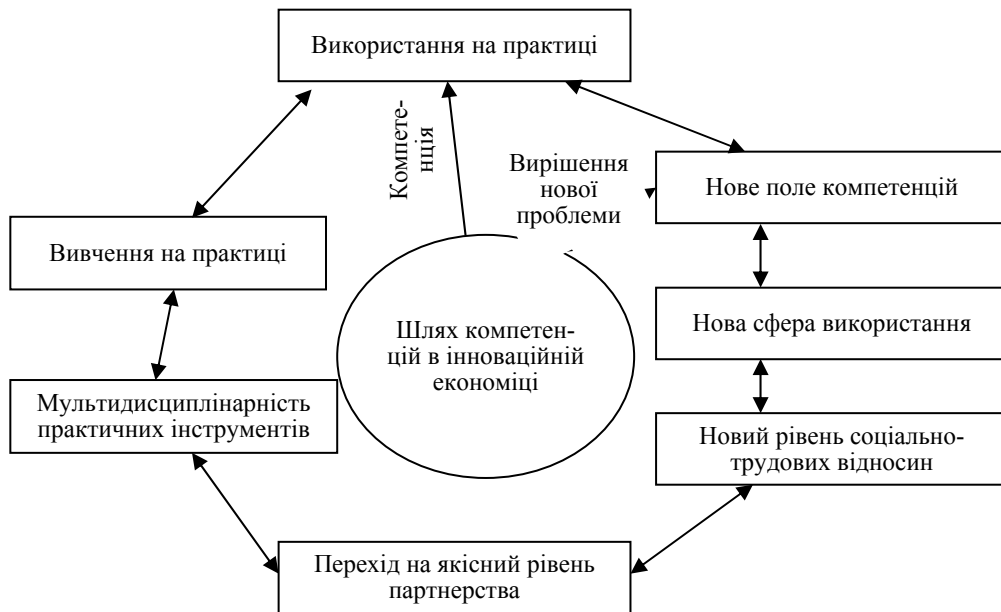 Використання на практиці
Компете-
нція
Вирішення
нової
проблеми
Нове поле компетенцій
Вивчення на практиці
Нова сфера використання
Шлях компетен-
цій в інноваційній
економіці
Мультидисциплінарність
практичних інструментів
Новий рівень соціально-
трудових відносин
Перехід на якісний рівень
партнерства